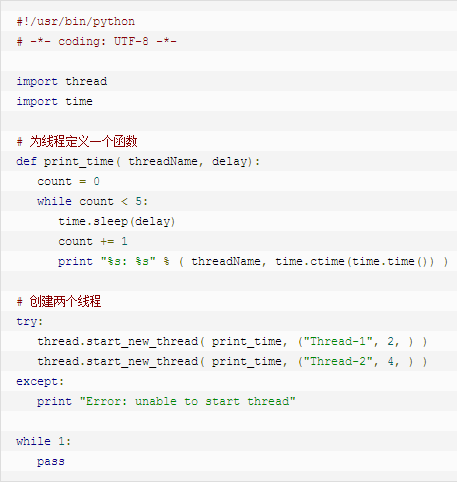 #!/usr/bin/python
# -*- coding: UTF-8 -*-
import thread
import time
# 为线程定义一个函数
def print_time( threadName, delay):
count = 0
while count < 5:
time.sleep(delay)
count += 1
print "%s: %s" % ( threadName, time.ctime(time.time()) )
# 创建两个线程
try:
thread.start_new_thread( print_time, ("Thread-1", 2, ) )
thread.start_new_thread( print_time, ("Thread-2", 4, ) )
except:
print "Error: unable to start thread"
while 1:
pass